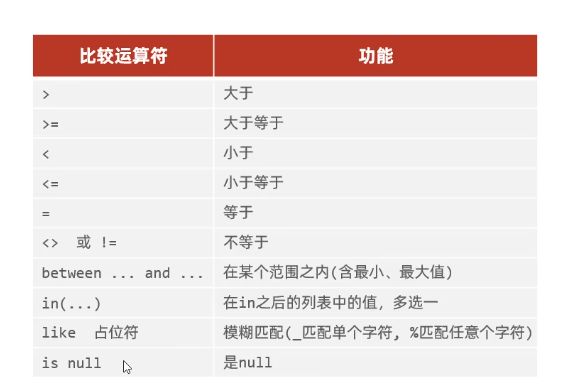 比较运算符 功能
> 大于
>= 大于等于
< 小于
<= 小于等于
= 等于
<> 或 != 不等于
between ... and ... 在某个范围之内(含最小、最大值)
in(...) 在in之后的列表中的值，多选一
like 占位符 模糊匹配(_匹配单个字符, %匹配任意个字符)
is null 是null